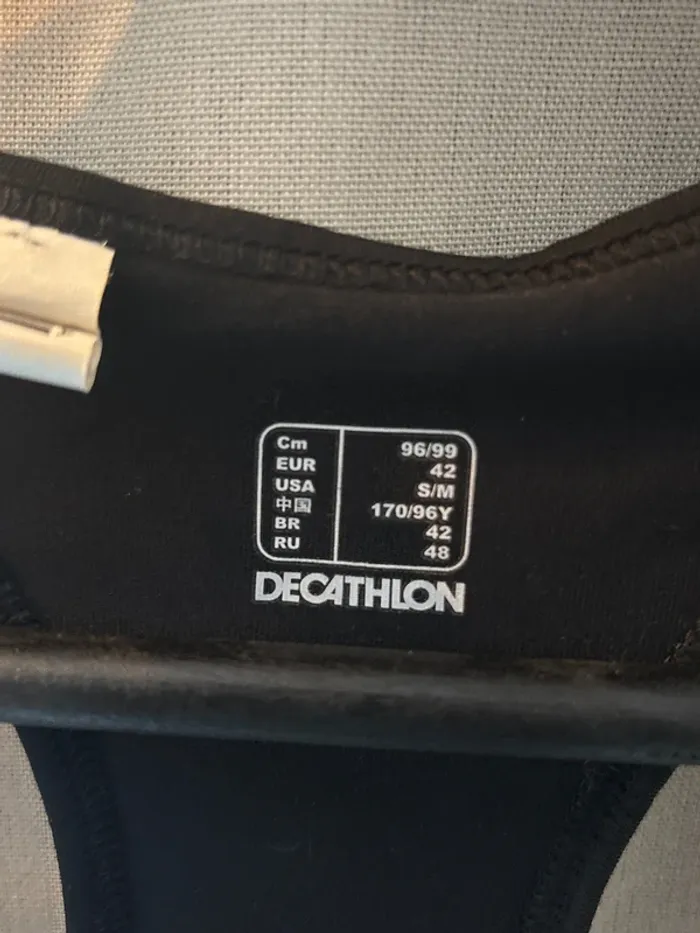 Cm 96/99
EUR 42
USA S/M
中国 170/96Y
BR 42
RU 48
DECATHLON